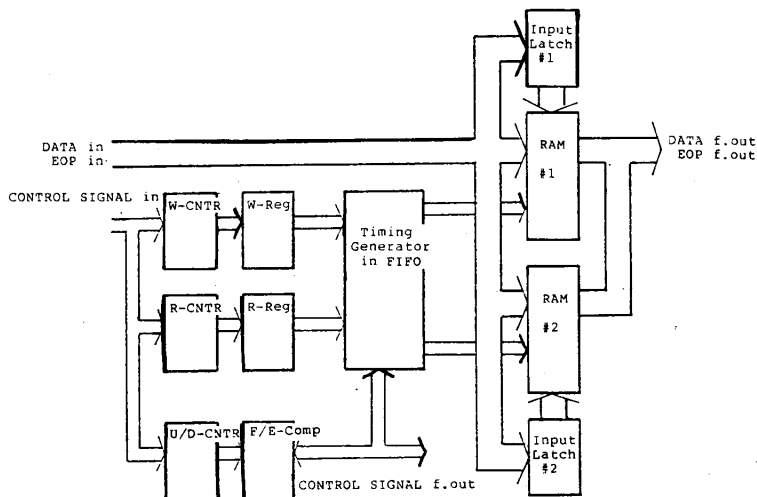 Input
Latch
#1
DATA in
EOP in
RAM
#1
DATA f.out
EOP f.out
CONTROL SIGNAL in
W-CNTR
W-Reg
Timing
Generator
in FIFO
R-CNTR
R-Reg
RAM
#2
U/D-CNTR
F/E-Comp
Input
Latch
#2
CONTROL SIGNAL f.out